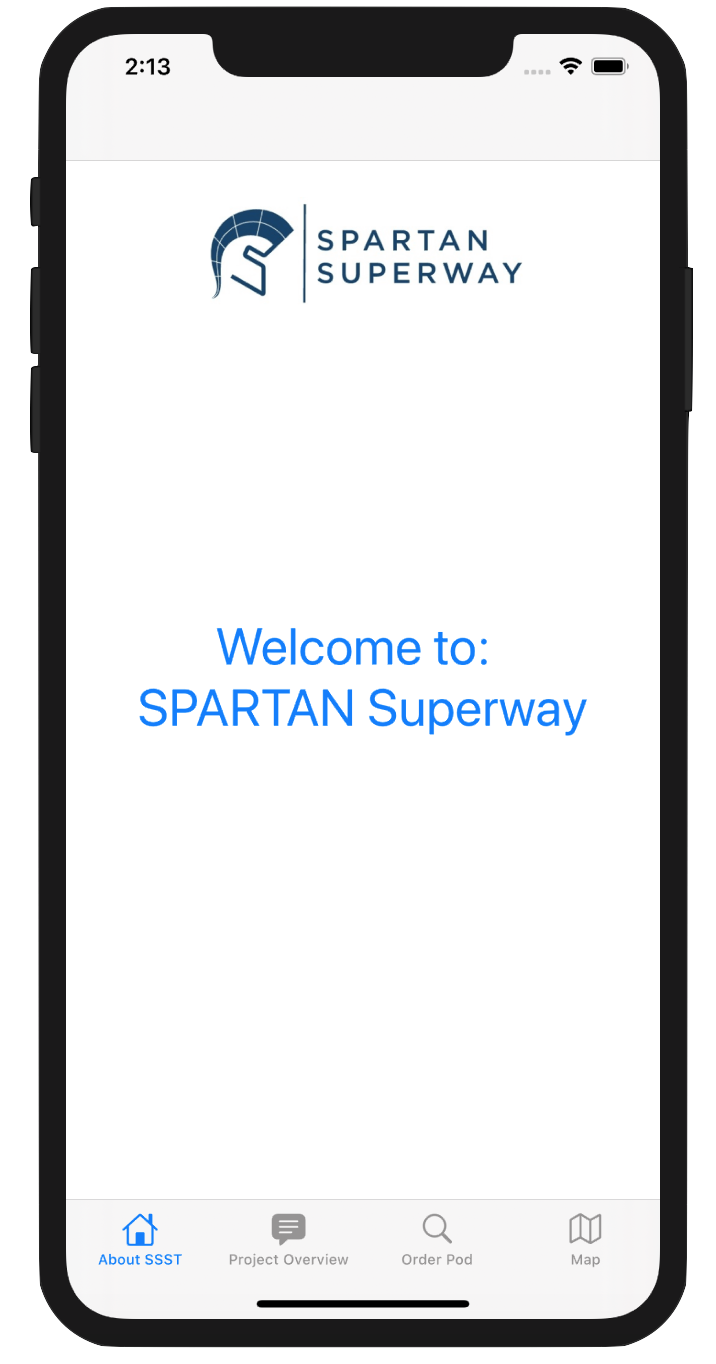 2:13
SPARTAN
SUPERWAY
Welcome to:
SPARTAN Superway
About SSST
Project Overview
Order Pod
Map